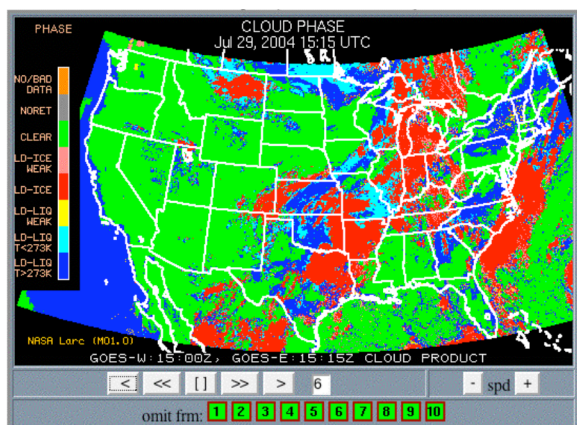 CLOUD PHASE
Jul 29, 2004 15:15 UTC
PHASE
NO/BAD
DATA
NORET
CLEAR
LD-ICE
WEAK
LD-ICE
LD-LIQ
WEAK
LD-LIQ
T<273K
LD-LIQ
T>273K
NASA Larc (M01.0)
GOES-W:15:00Z, GOES-E:15:15Z CLOUD PRODUCT
< << [ ] >> > 6 - spd +
omit frm: 1 2 3 4 5 6 7 8 9 10